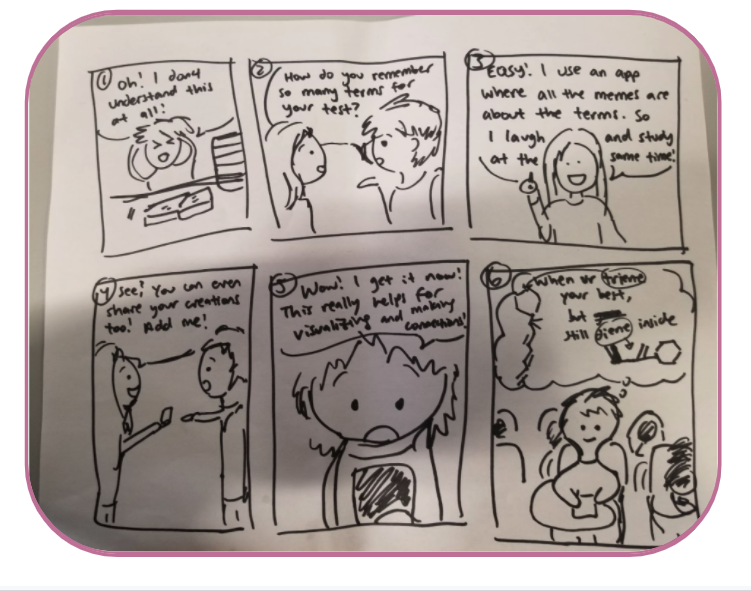 ① Oh! I don't
understand this
at all!
② How do you remember
so many terms for
your test?
③ Easy! I use an app
where all the memes are
about the terms. So
I laugh and study
at the same time!
④ See! You can even
share your creations
too! Add me!
⑤ Wow! I get it now!
This really helps for
visualizing and making
connections!
⑥ When ur triene
your best,
but
still diene inside